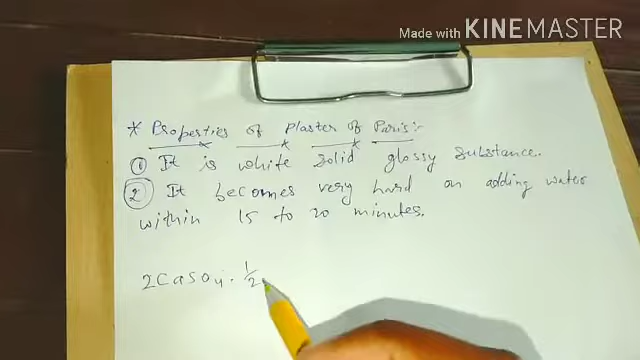 Made with KINEMASTER
* Properties of Plaster of Paris:-
① It is white solid glossy substance.
② It becomes very hard on adding water
within 15 to 20 minutes.
2CaSO₄. ½